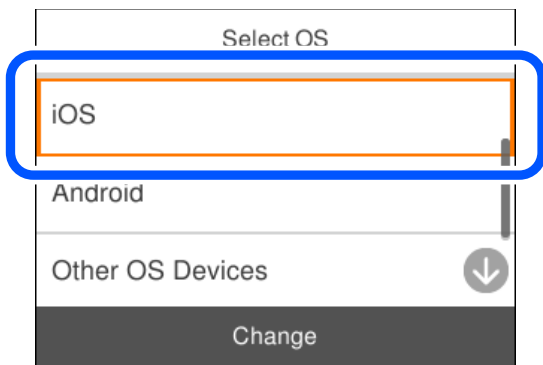 Select OS
iOS
Android
Other OS Devices
Change